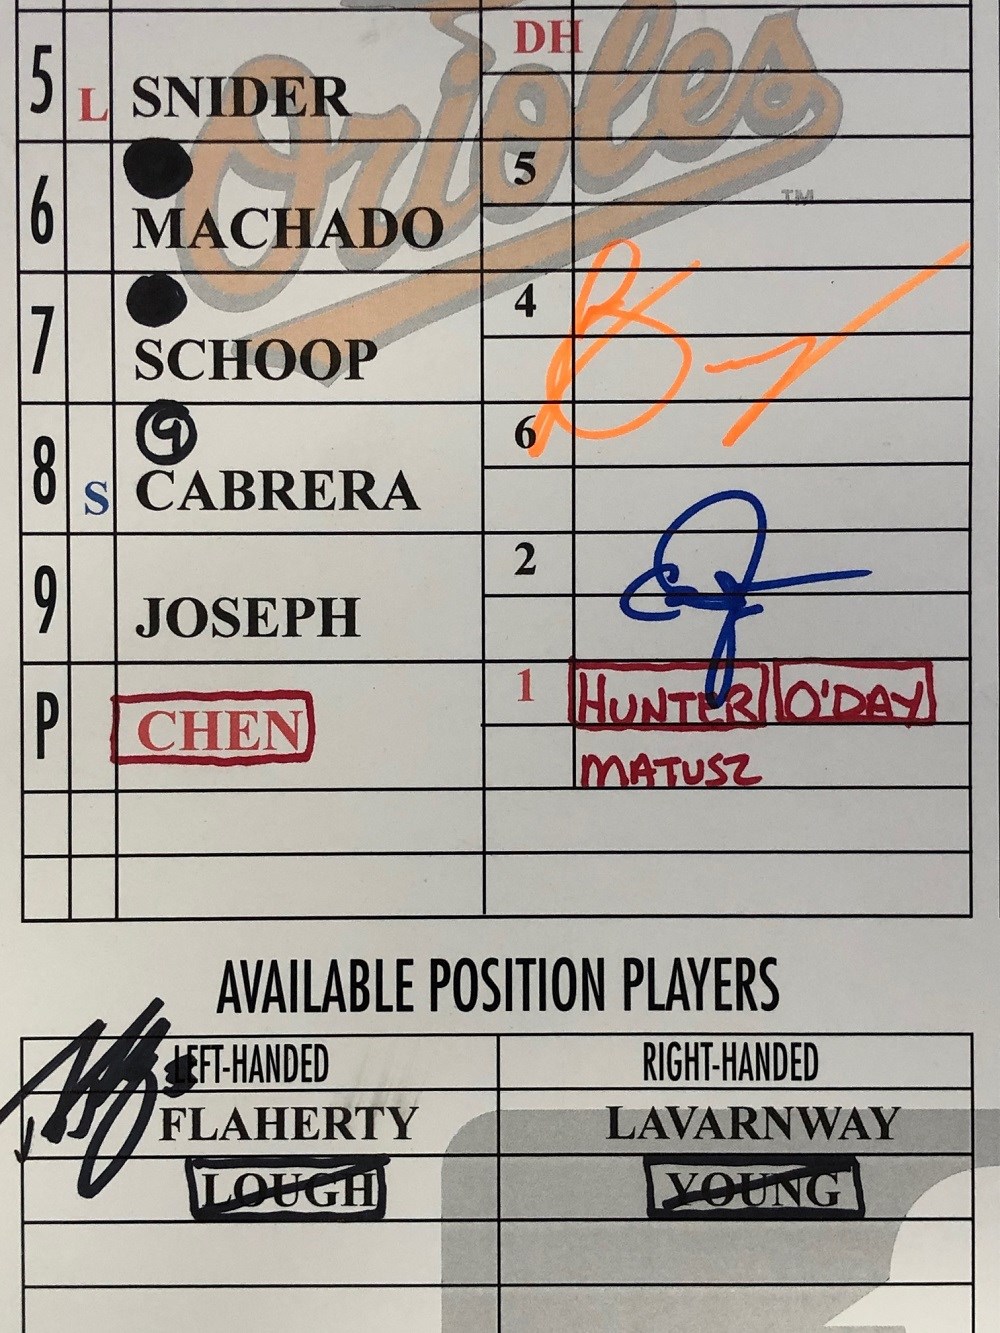 DH
5 L SNIDER
Orioles
TM
5
6 MACHADO
4
7 SCHOOP
9
6
8 S CABRERA
2
9 JOSEPH
1 HUNTER O'DAY
P CHEN
MATUSZ
AVAILABLE POSITION PLAYERS
LEFT-HANDED RIGHT-HANDED
FLAHERTY LAVARNWAY
LOUGH YOUNG